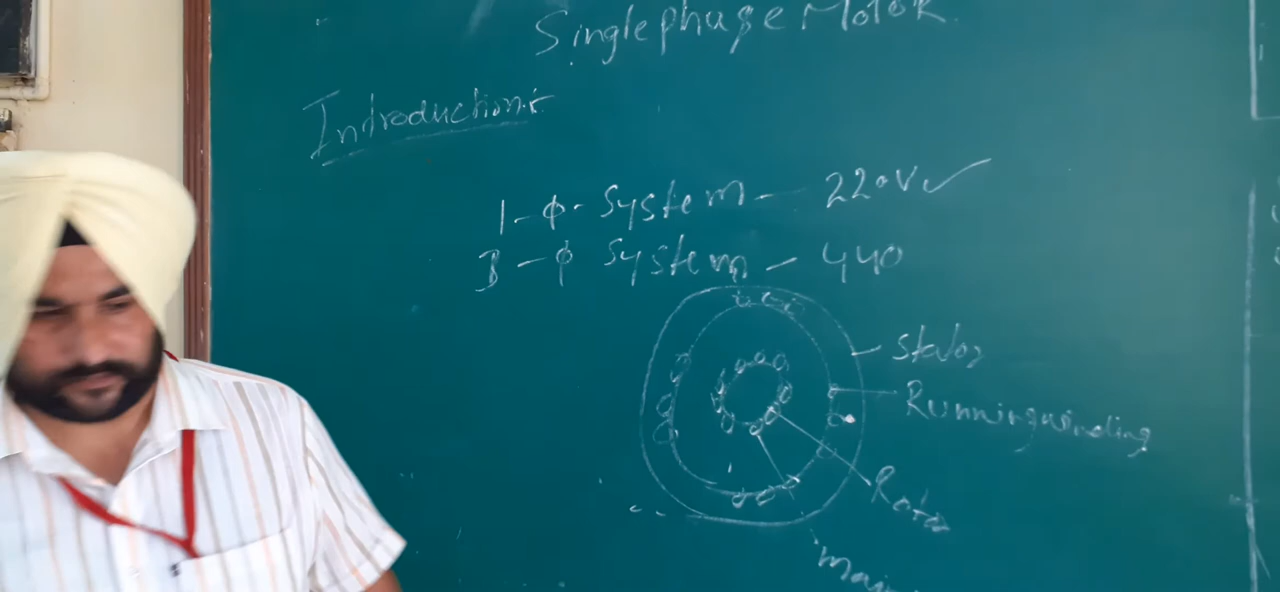 Single phase Motor
Introduction:-
1-φ- System - 220V ✓
3-φ System - 440
Stator
Running winding
Rotor